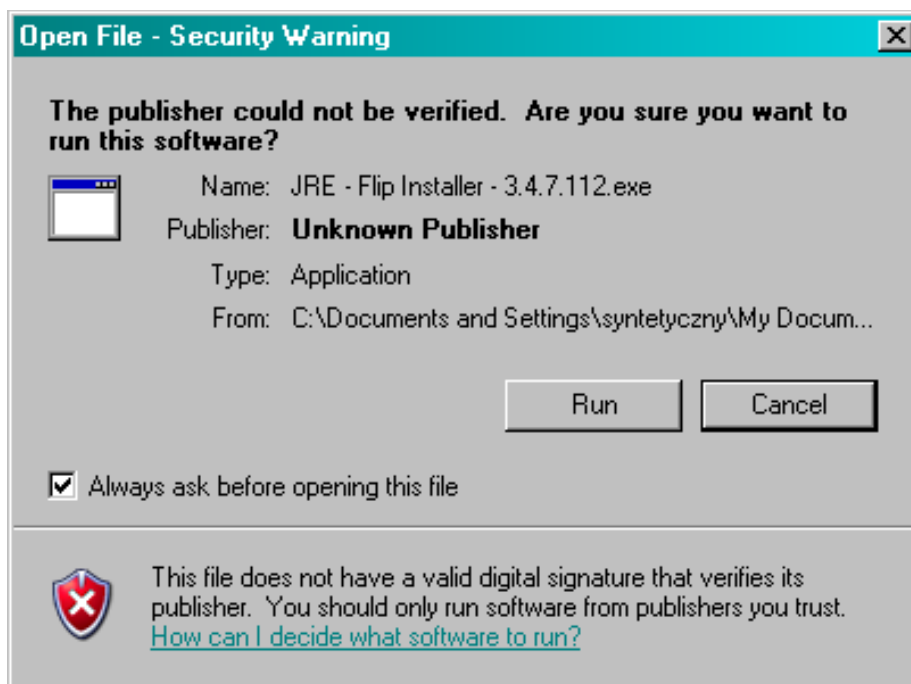 Open File - Security Warning
The publisher could not be verified.  Are you sure you want to
run this software?
Name: JRE - Flip Installer - 3.4.7.112.exe
Publisher: Unknown Publisher
Type: Application
From: C:\Documents and Settings\syntetyczny\My Docum...
Run Cancel
Always ask before opening this file
This file does not have a valid digital signature that verifies its
publisher.  You should only run software from publishers you trust.
How can I decide what software to run?